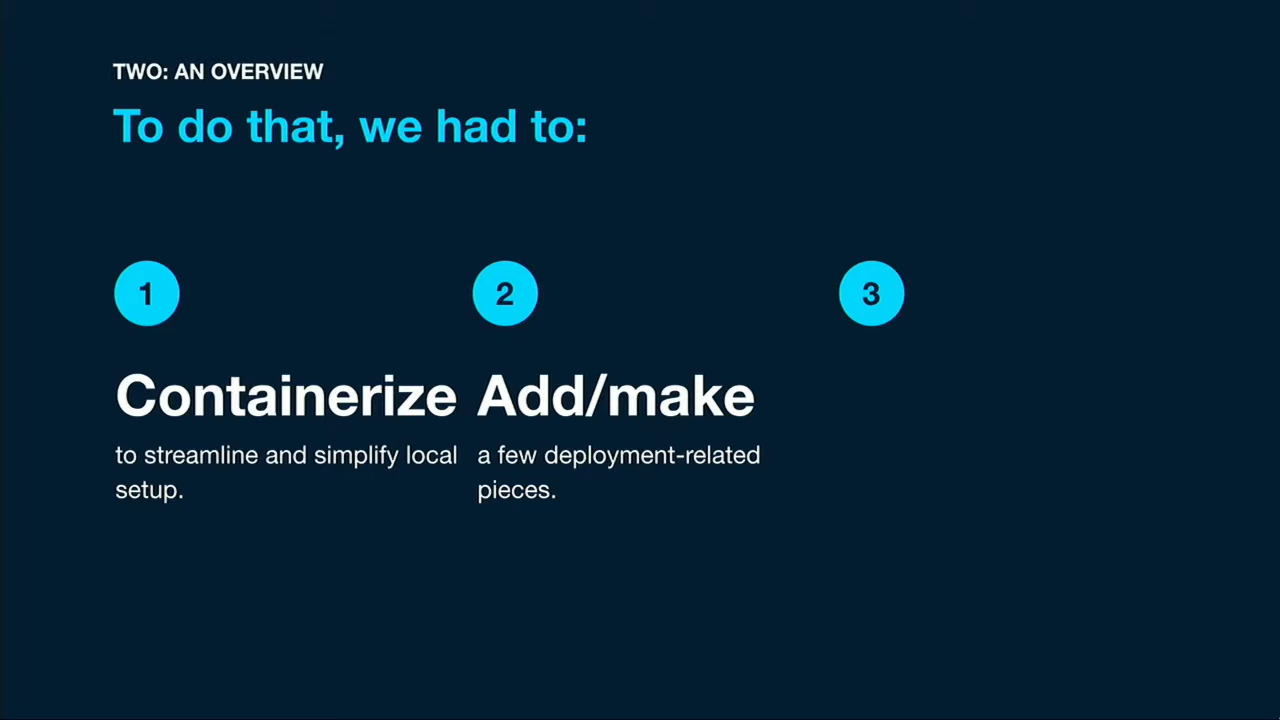 TWO: AN OVERVIEW
To do that, we had to:
1
2
3
Containerize
to streamline and simplify local
setup.
Add/make
a few deployment-related
pieces.